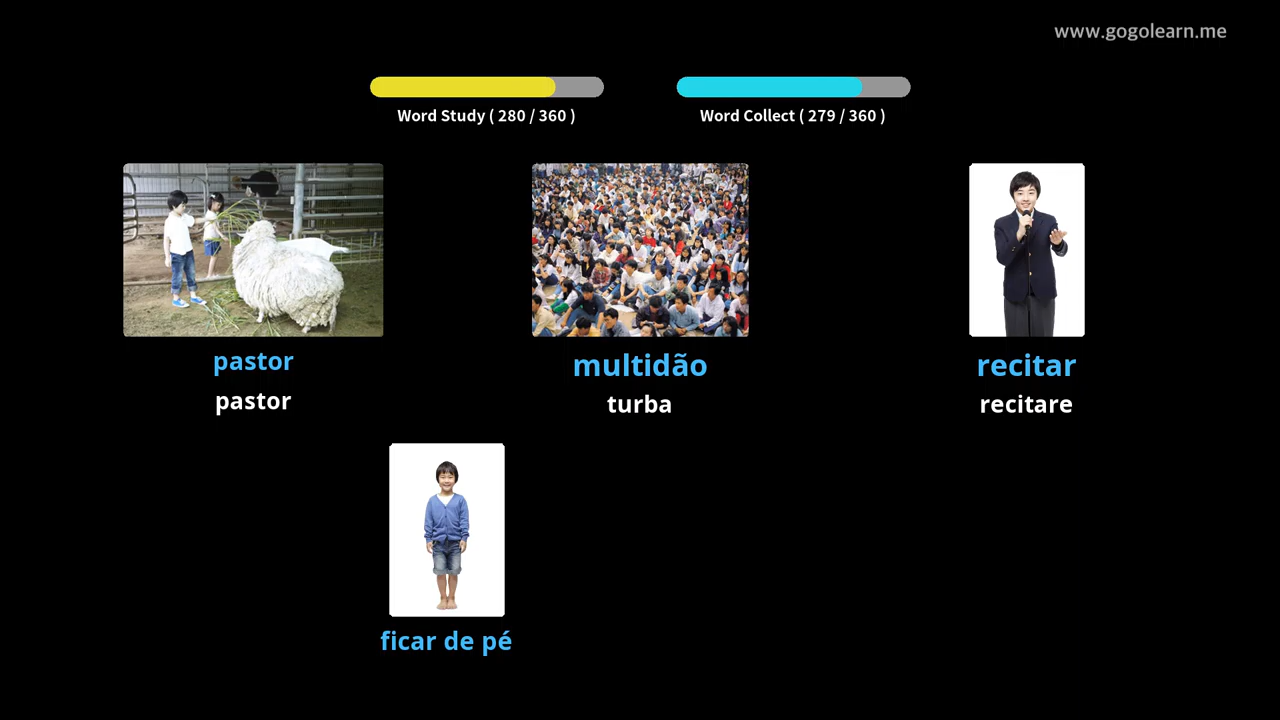 www.gogolearn.me
Word Study ( 280 / 360 )
Word Collect ( 279 / 360 )
pastor
pastor
multidão
turba
recitar
recitare
ficar de pé